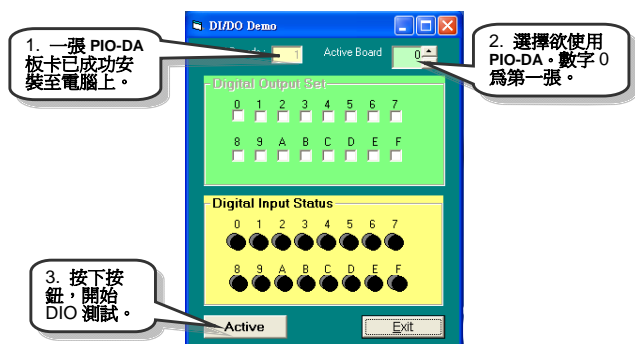 DI/DO Demo
1. 一張 PIO-DA
板卡已成功安
裝至電腦上。
1
Active Board
0
2. 選擇欲使用
PIO-DA。數字 0
為第一張。
Digital Output Set
0 1 2 3 4 5 6 7
8 9 A B C D E F
Digital Input Status
0 1 2 3 4 5 6 7
8 9 A B C D E F
3. 按下按
鈕，開始
DIO 測試。
Active
Exit